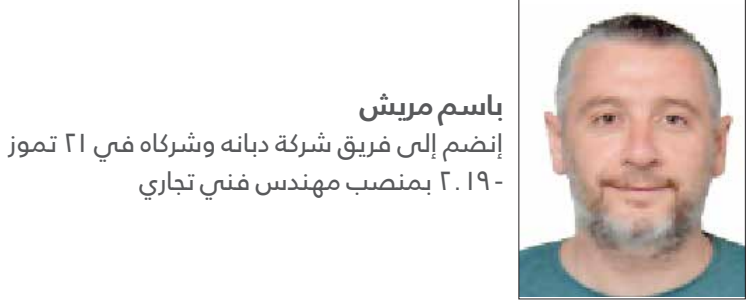 باسم مريش
إنضم إلى فريق شركة دبانه وشركاه في ٢١ تموز
- ٢٠١٩ بمنصب مهندس فني تجاري